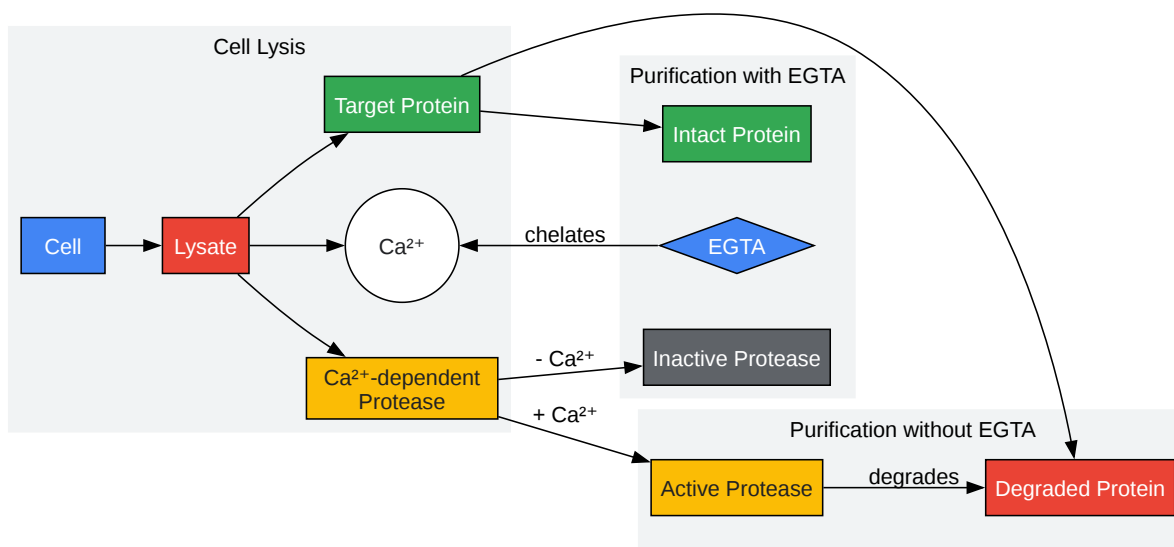 Cell Lysis
Target Protein
Purification with EGTA
Intact Protein
Cell
Lysate
Ca²⁺
chelates
EGTA
Ca²⁺-dependent
Protease
- Ca²⁺
Inactive Protease
+ Ca²⁺
Purification without EGTA
Active Protease
degrades
Degraded Protein